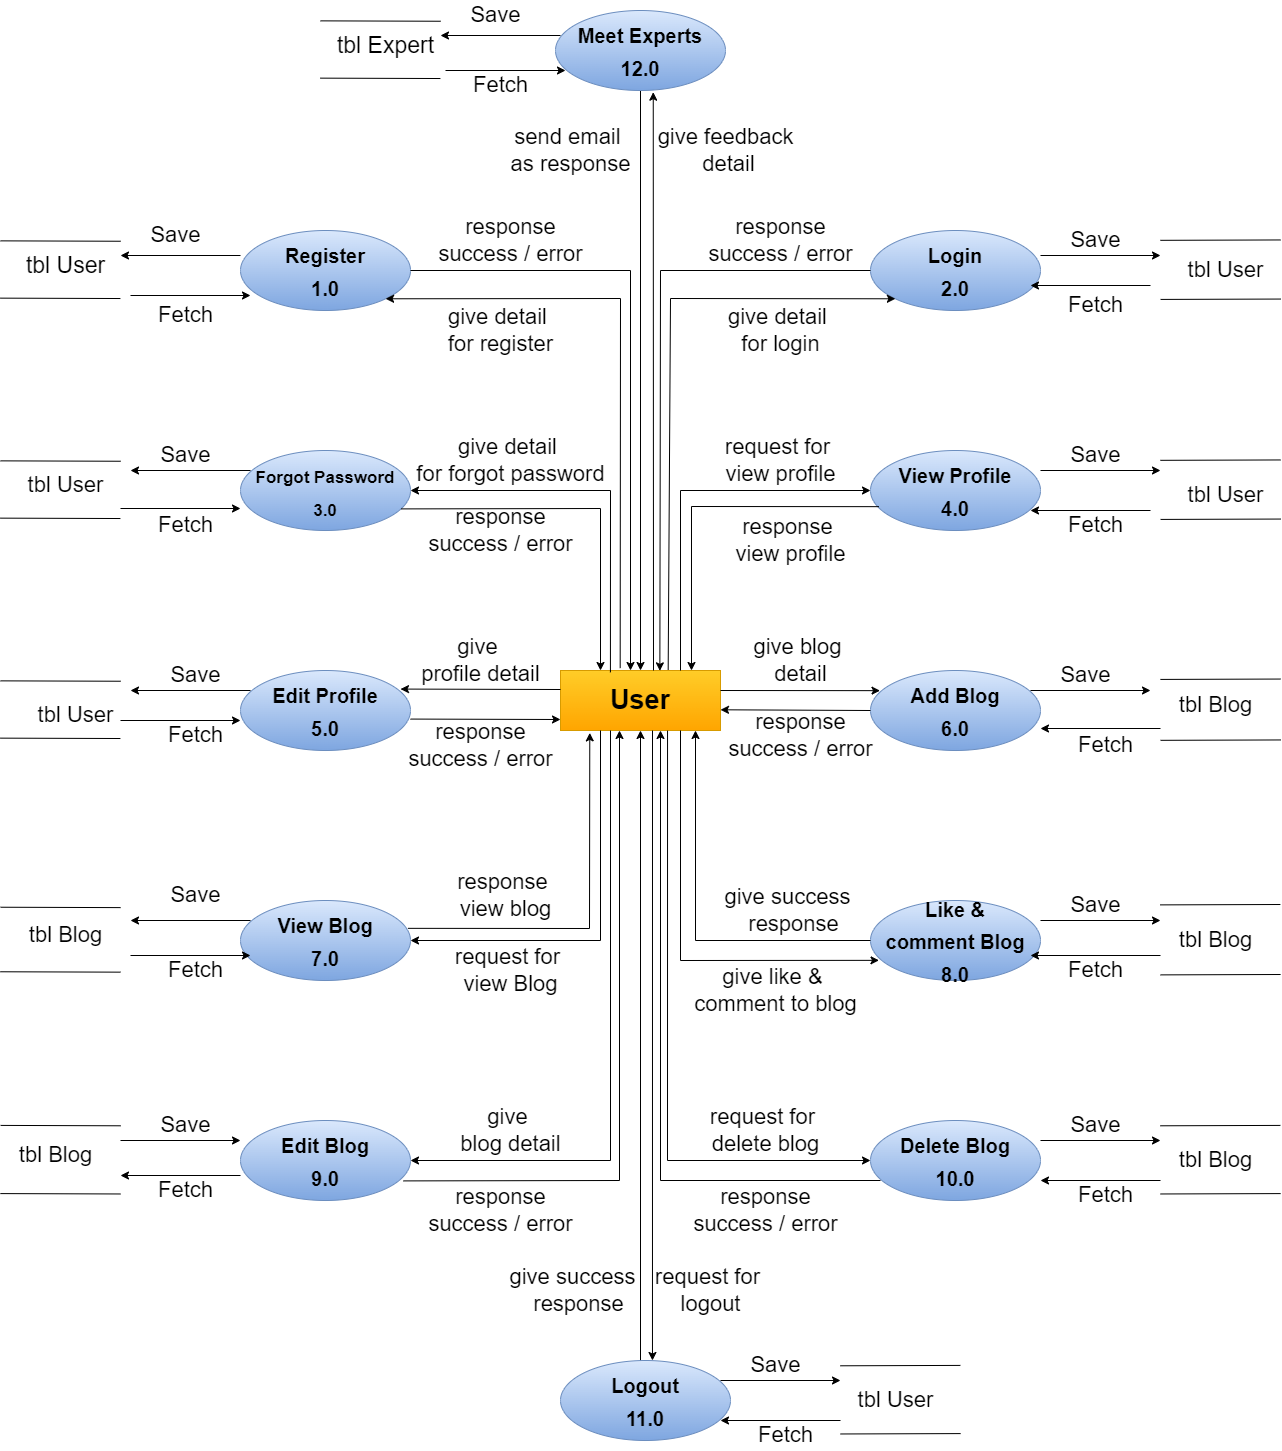 Save
tbl Expert
Fetch
Meet Experts
12.0
send email
as response
give feedback
detail
Save
tbl User
Fetch
Register
1.0
response
success / error
give detail
for register
response
success / error
give detail
for login
Login
2.0
Save
tbl User
Fetch
Save
tbl User
Fetch
Forgot Password
3.0
give detail
for forgot password
response
success / error
request for
view profile
response
view profile
View Profile
4.0
Save
tbl User
Fetch
Save
tbl User
Fetch
Edit Profile
5.0
give
profile detail
response
success / error
User
give blog
detail
response
success / error
Add Blog
6.0
Save
tbl Blog
Fetch
Save
tbl Blog
Fetch
View Blog
7.0
response
view blog
request for
view Blog
give success
response
give like &
comment to blog
Like &
comment Blog
8.0
Save
tbl Blog
Fetch
Save
tbl Blog
Fetch
Edit Blog
9.0
give
blog detail
response
success / error
request for
delete blog
response
success / error
Delete Blog
10.0
Save
tbl Blog
Fetch
give success
response
request for
logout
Logout
11.0
Save
tbl User
Fetch